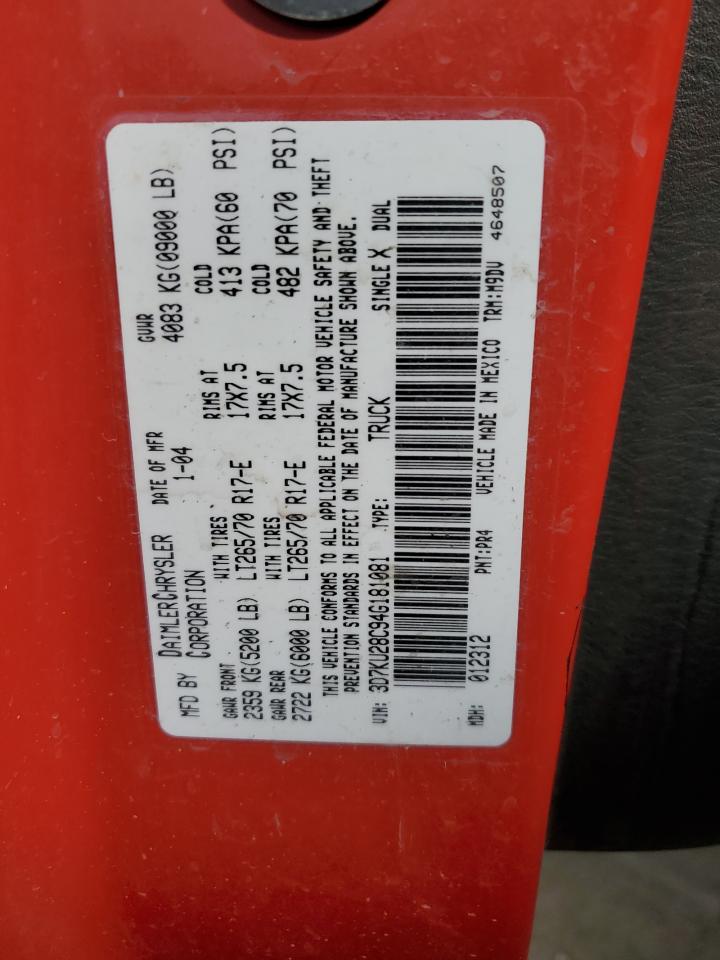 MFD BY DAIMLERCHRYSLER CORPORATION DATE OF MFR 1-04 GVWR 4083 KG(09000 LB)
GAWR FRONT WITH TIRES RIMS AT COLD
2359 KG(5200 LB) LT265/70 R17-E 17X7.5 413 KPA(60 PSI)
GAWR REAR WITH TIRES RIMS AT COLD
2722 KG(6000 LB) LT265/70 R17-E 17X7.5 482 KPA(70 PSI)
THIS VEHICLE CONFORMS TO ALL APPLICABLE FEDERAL MOTOR VEHICLE SAFETY AND THEFT
PREVENTION STANDARDS IN EFFECT ON THE DATE OF MANUFACTURE SHOWN ABOVE.
VIN: 3D7KU28C94G181081 TYPE: TRUCK SINGLE X DUAL
MDH: 012312 PNT:PR4 VEHICLE MADE IN MEXICO TRM:M9DV 4648507